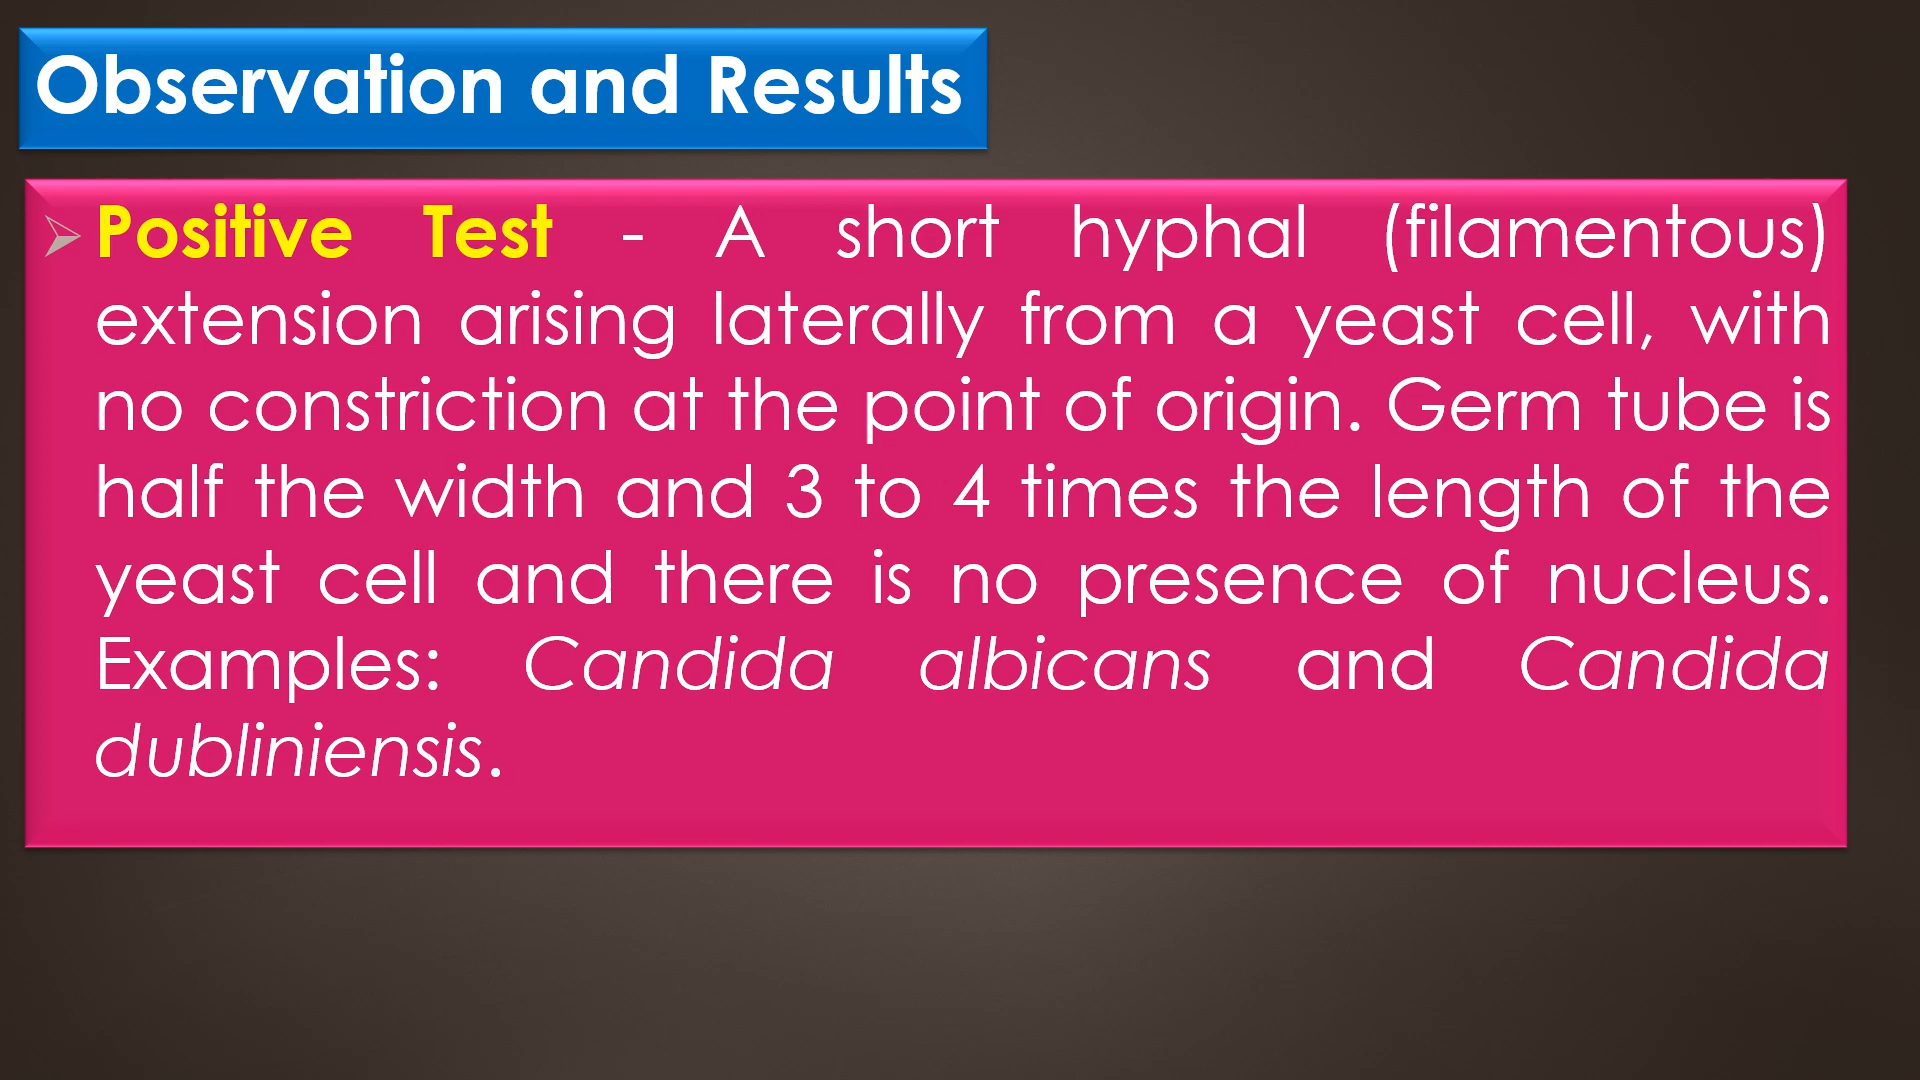 Observation and Results
Positive Test - A short hyphal (filamentous)
extension arising laterally from a yeast cell, with
no constriction at the point of origin. Germ tube is
half the width and 3 to 4 times the length of the
yeast cell and there is no presence of nucleus.
Examples: Candida albicans and Candida
dubliniensis.